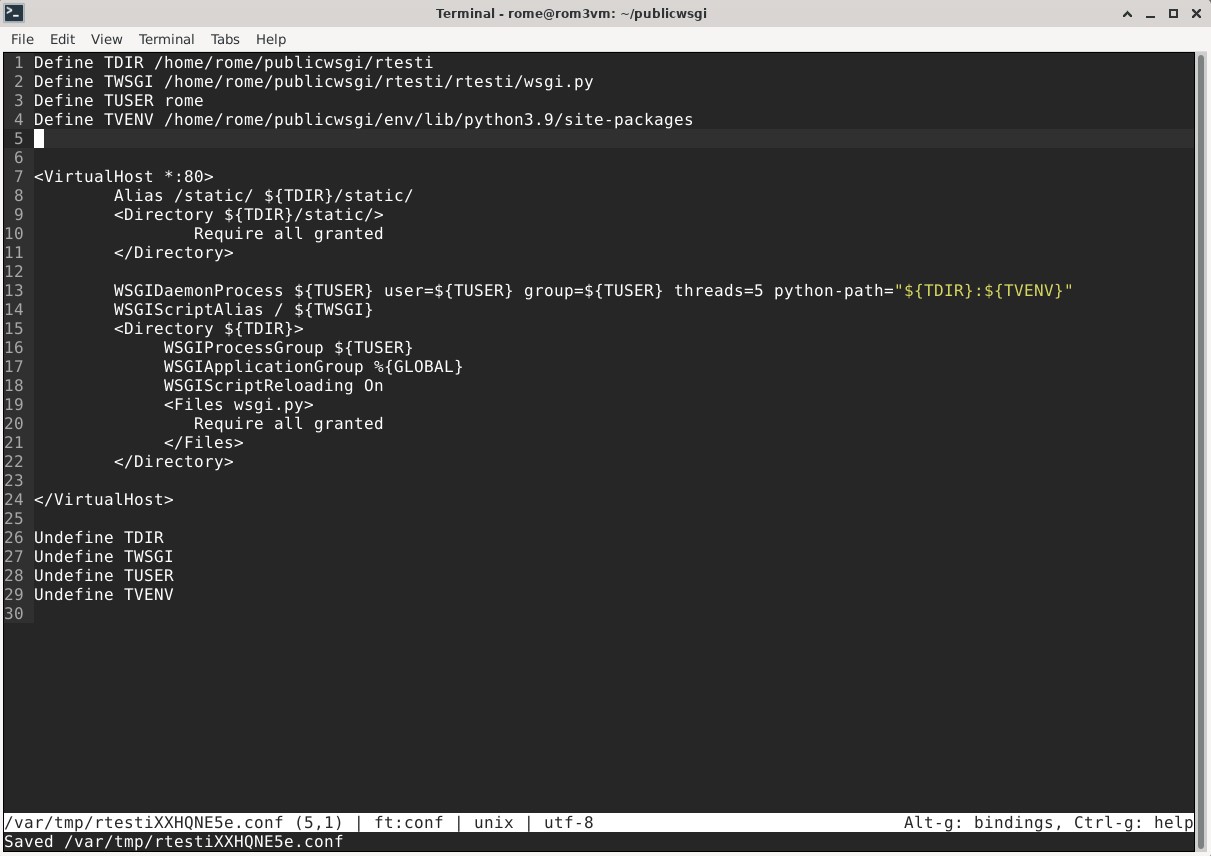 Terminal - rome@rom3vm: ~/publicwsgi
File Edit View Terminal Tabs Help
1 Define TDIR /home/rome/publicwsgi/rtesti
2 Define TWSGI /home/rome/publicwsgi/rtesti/rtesti/wsgi.py
3 Define TUSER rome
4 Define TVENV /home/rome/publicwsgi/env/lib/python3.9/site-packages
5
6
7 <VirtualHost *:80>
8         Alias /static/ ${TDIR}/static/
9         <Directory ${TDIR}/static/>
10                 Require all granted
11         </Directory>
12
13         WSGIDaemonProcess ${TUSER} user=${TUSER} group=${TUSER} threads=5 python-path="${TDIR}:${TVENV}"
14         WSGIScriptAlias / ${TWSGI}
15         <Directory ${TDIR}>
16              WSGIProcessGroup ${TUSER}
17              WSGIApplicationGroup %{GLOBAL}
18              WSGIScriptReloading On
19              <Files wsgi.py>
20                 Require all granted
21              </Files>
22         </Directory>
23
24 </VirtualHost>
25
26 Undefine TDIR
27 Undefine TWSGI
28 Undefine TUSER
29 Undefine TVENV
30
/var/tmp/rtestiXXHQNE5e.conf (5,1) | ft:conf | unix | utf-8 Alt-g: bindings, Ctrl-g: help
Saved /var/tmp/rtestiXXHQNE5e.conf